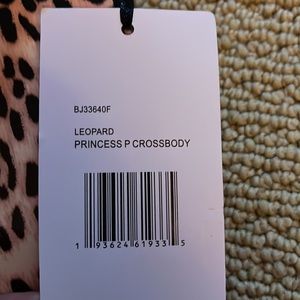 BJ33640F
LEOPARD
PRINCESS P CROSSBODY
1 93624 61933 5